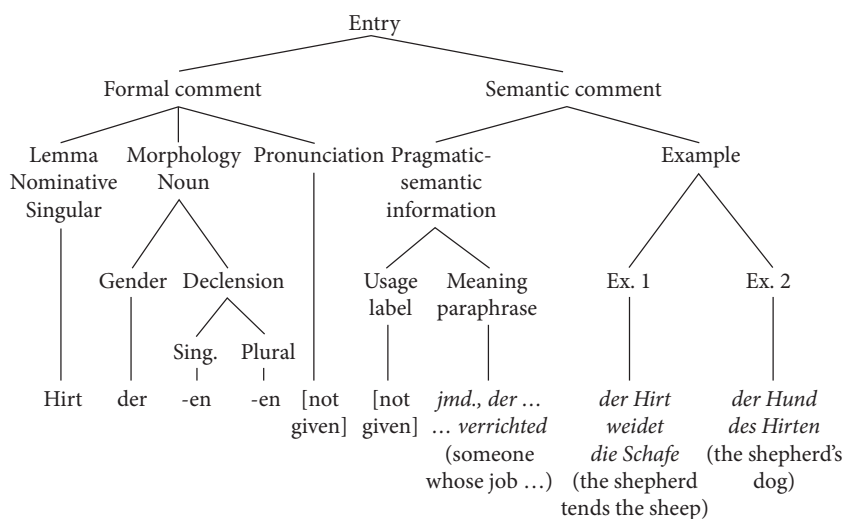 Entry
Formal comment Semantic comment
Lemma Morphology Pronunciation Pragmatic- Example
Nominative Noun semantic
Singular information
Gender Declension Usage Meaning Ex. 1 Ex. 2
label paraphrase
Sing. Plural
Hirt der -en -en [not [not jmd., der … der Hirt der Hund
given] given] … verrichted weidet des Hirten
(someone die Schafe (the shepherd’s
whose job …) (the shepherd dog)
tends the sheep)